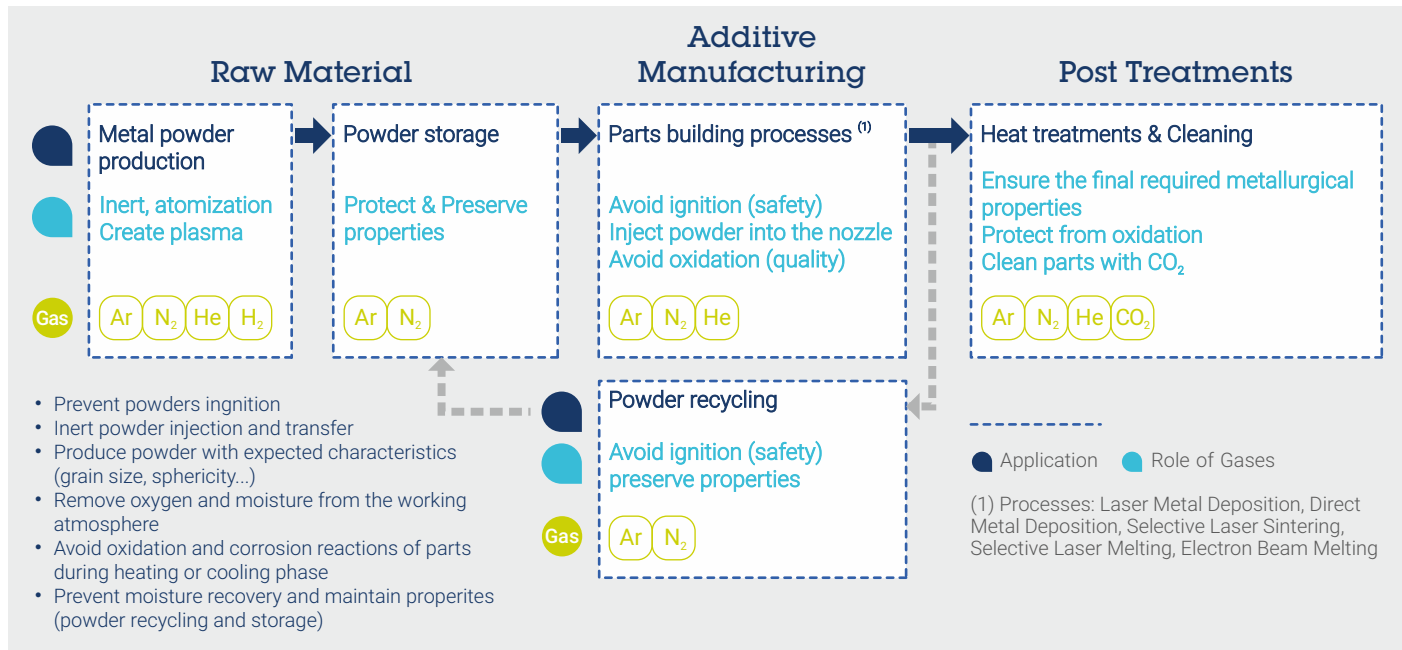 Raw Material
Additive
Manufacturing
Post Treatments
Metal powder
production
Inert, atomization
Create plasma
Gas
Ar N₂ He H₂
Powder storage
Protect & Preserve
properties
Ar N₂
Parts building processes (1)
Avoid ignition (safety)
Inject powder into the nozzle
Avoid oxidation (quality)
Ar N₂ He
Heat treatments & Cleaning
Ensure the final required metallurgical
properties
Protect from oxidation
Clean parts with CO₂
Ar N₂ He CO₂
• Prevent powders ingnition
• Inert powder injection and transfer
• Produce powder with expected characteristics
(grain size, sphericity...)
• Remove oxygen and moisture from the working
atmosphere
• Avoid oxidation and corrosion reactions of parts
during heating or cooling phase
• Prevent moisture recovery and maintain properites
(powder recycling and storage)
Powder recycling
Avoid ignition (safety)
preserve properties
Gas
Ar N₂
Application
Role of Gases
(1) Processes: Laser Metal Deposition, Direct
Metal Deposition, Selective Laser Sintering,
Selective Laser Melting, Electron Beam Melting